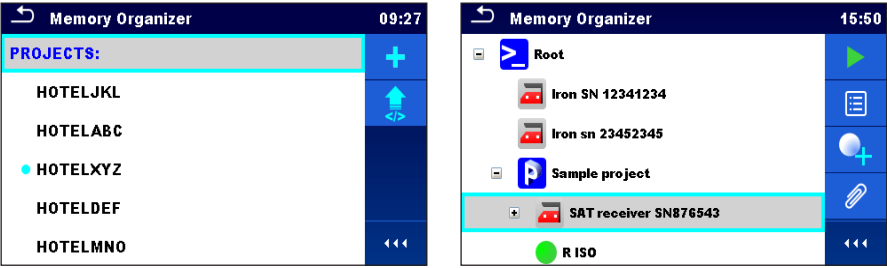 Memory Organizer 09:27
PROJECTS:
HOTELJKL
</>
HOTELABC
HOTELXYZ
HOTELDEF
HOTELMNO
Memory Organizer 15:50
Root
Iron SN 12341234
Iron sn 23452345
Sample project
SAT receiver SN876543
R ISO